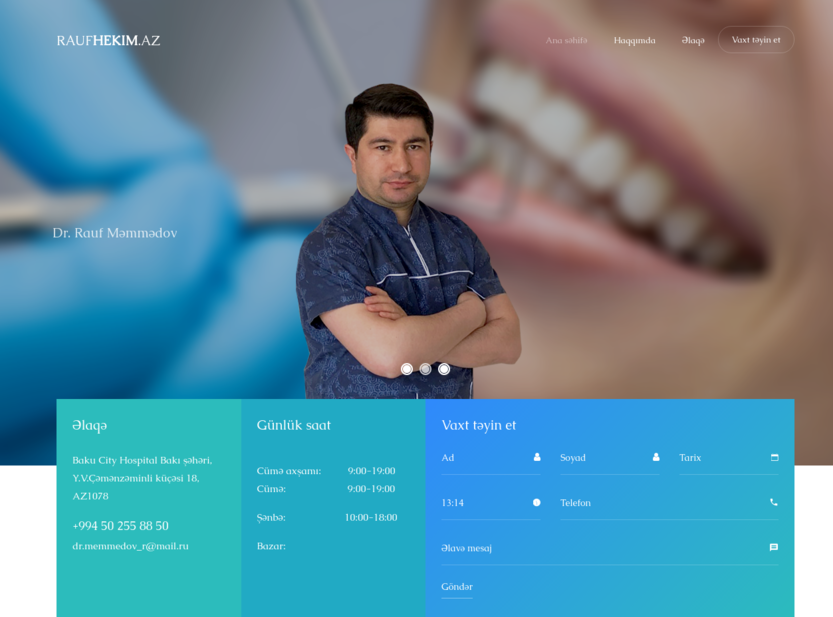 RAUFHEKIM.AZ
Ana səhifə Haqqımda Əlaqə Vaxt təyin et
Dr. Rauf Məmmədov
Əlaqə
Baku City Hospital Bakı şəhəri,
Y.V.Çəmənzəminli küçəsi 18,
AZ1078
+994 50 255 88 50
dr.memmedov_r@mail.ru
Günlük saat
Cümə axşamı: 9:00-19:00
Cümə: 9:00-19:00
Şənbə: 10:00-18:00
Bazar:
Vaxt təyin et
Ad Soyad Tarix
13:14 Telefon
Əlavə mesaj
Göndər